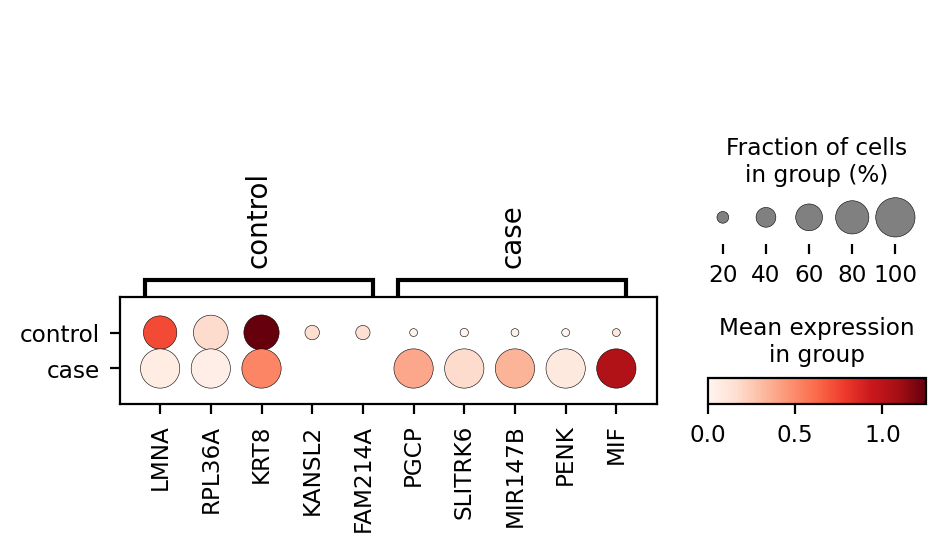 control
case
control
case
LMNA
RPL36A
KRT8
KANSL2
FAM214A
PGCP
SLITRK6
MIR147B
PENK
MIF
Fraction of cells
in group (%)
20 40 60 80 100
Mean expression
in group
0.0 0.5 1.0